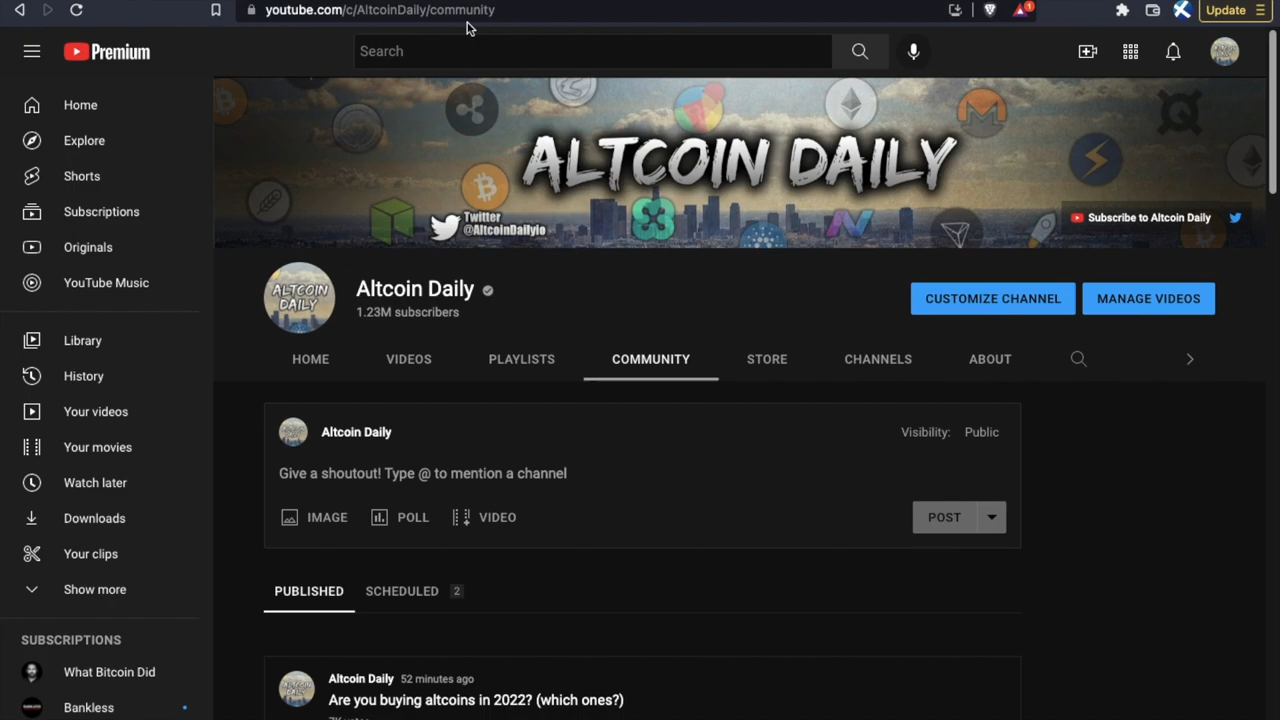 youtube.com/c/AltcoinDaily/community
1
Update
Premium
Search
Home
Explore
Shorts
Subscriptions
Originals
YouTube Music
Library
History
Your videos
Your movies
Watch later
Downloads
Your clips
Show more
SUBSCRIPTIONS
What Bitcoin Did
Bankless
ALTCOIN DAILY
Twitter
@AltcoinDailyio
Subscribe to Altcoin Daily
ALTCOIN
DAILY
Altcoin Daily
1.23M subscribers
CUSTOMIZE CHANNEL
MANAGE VIDEOS
HOME VIDEOS PLAYLISTS COMMUNITY STORE CHANNELS ABOUT
Altcoin Daily
Visibility: Public
Give a shoutout! Type @ to mention a channel
IMAGE POLL VIDEO
POST
PUBLISHED SCHEDULED 2
Altcoin Daily 52 minutes ago
Are you buying altcoins in 2022? (which ones?)